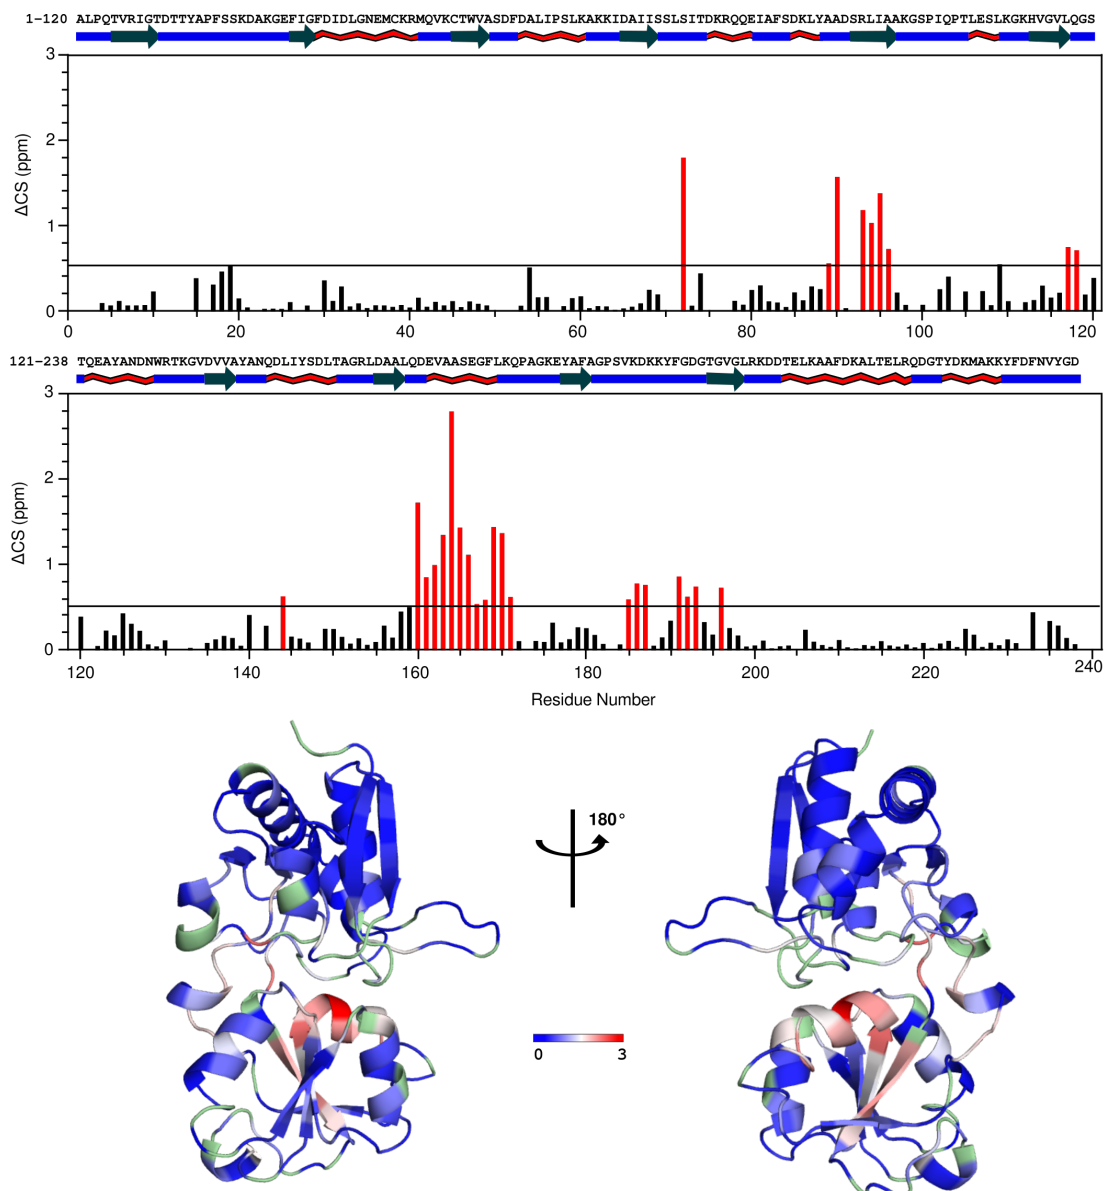 1-120 ALPQTVRIGTDTTYAPFSSKDAKGEFIGFDIDLGNEMCKRMQVKCTWVASDFDALIPSLKAKKIDAIISSLSITDKRQQEIAFSDKLYAADSRLIAAKGSPIQPTLESLKGKHVGVLQGS
3
2
1
0
ΔCS (ppm)
0 20 40 60 80 100 120
121-238 TQEAYANDNWRTKGVDVVAYANQDLIYSDLTAGRLDAALQDEVAASEGFLKQPAGKEYAFAGPSVKDKKYFGDGTGVGLRKDDTELKAAFDKALTELRQDGTYDKMAKKYFDFNVYGD
3
2
1
0
ΔCS (ppm)
120 140 160 180 200 220 240
Residue Number
180°
0 3